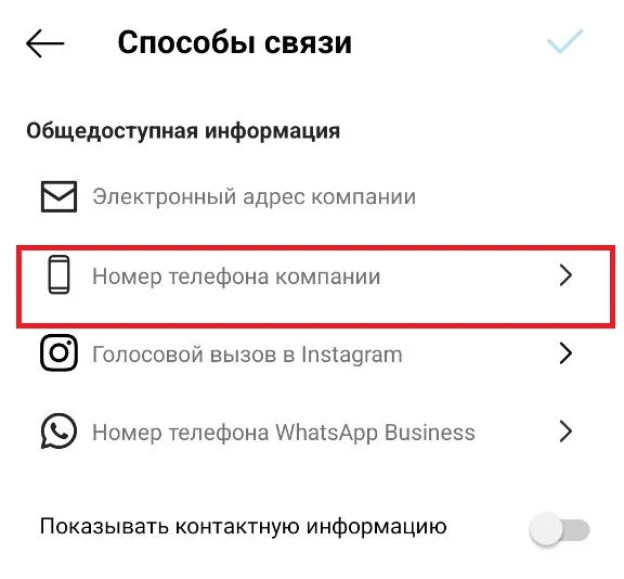 Способы связи
Общедоступная информация
Электронный адрес компании
Номер телефона компании
Голосовой вызов в Instagram
Номер телефона WhatsApp Business
Показывать контактную информацию